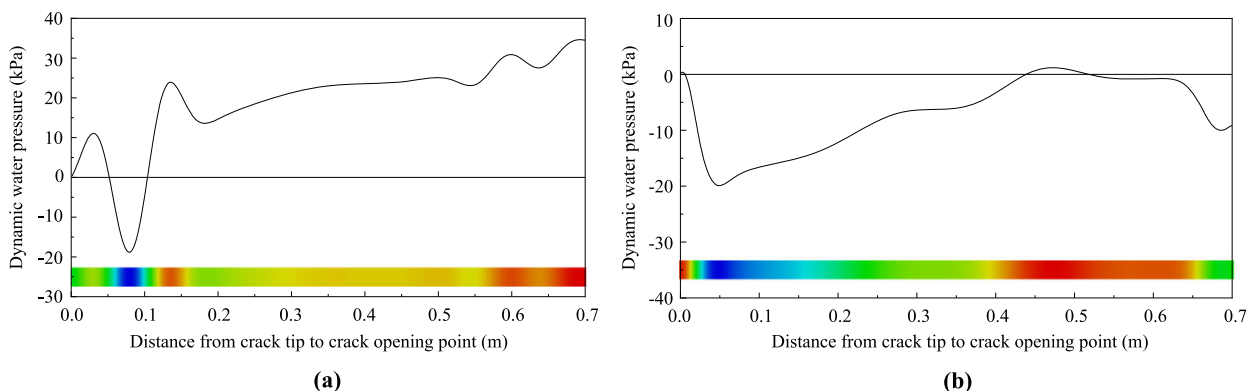 Dynamic water pressure (kPa)
40
30
20
10
0
-10
-20
-30
0.0 0.1 0.2 0.3 0.4 0.5 0.6 0.7
Distance from crack tip to crack opening point (m)
(a)
Dynamic water pressure (kPa)
10
0
-10
-20
-30
-40
0.0 0.1 0.2 0.3 0.4 0.5 0.6 0.7
Distance from crack tip to crack opening point (m)
(b)